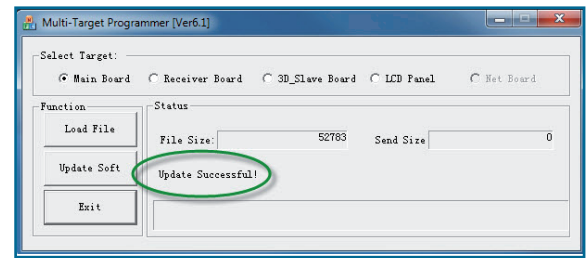 Multi-Target Programmer [Ver6.1]
Select Target:
Main Board Receiver Board 3D_Slave Board LCD Panel Net Board
Function
Status
Load File
File Size: 52783 Send Size 0
Update Soft
Update Successful!
Exit